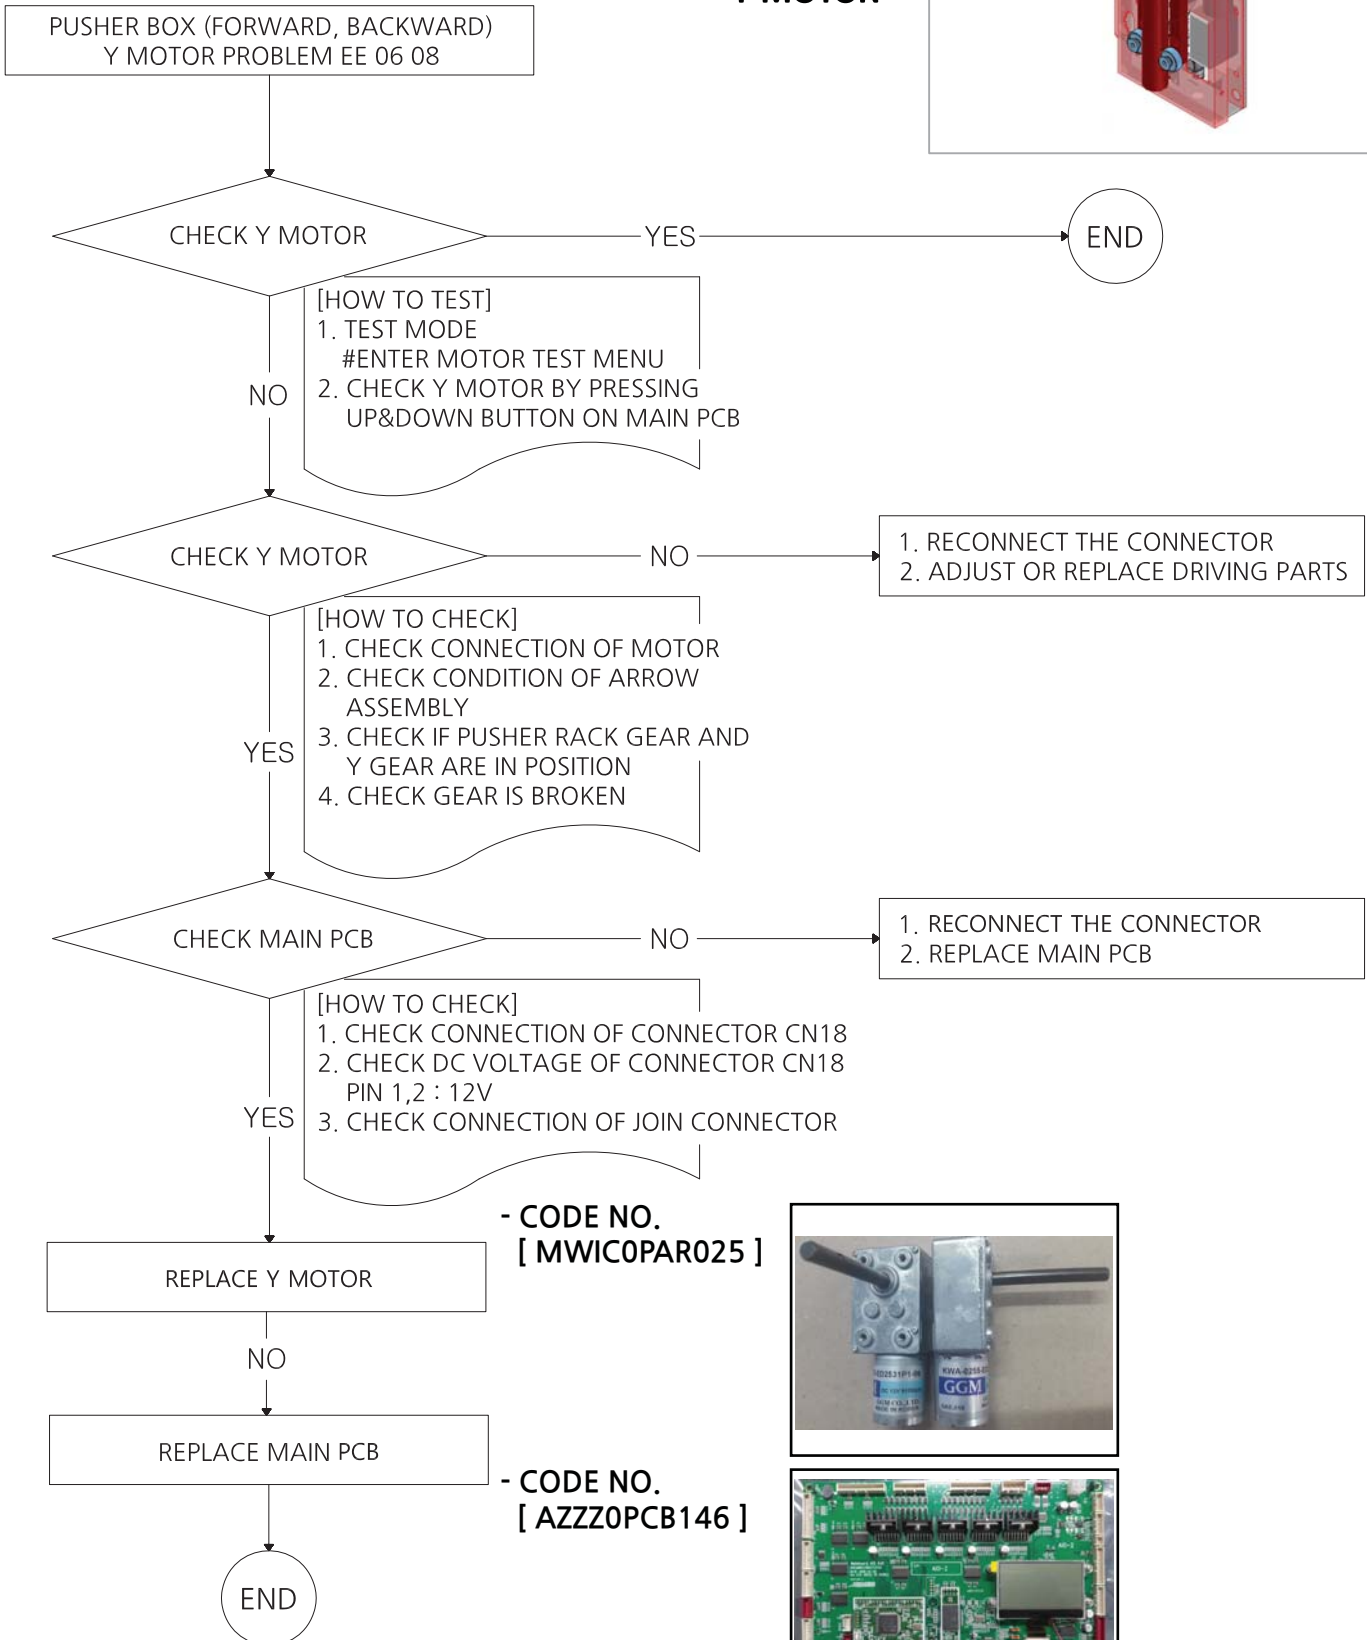 Y MOTOR
PUSHER BOX (FORWARD, BACKWARD)
Y MOTOR PROBLEM EE 06 08
CHECK Y MOTOR
YES
END
[HOW TO TEST]
1. TEST MODE
#ENTER MOTOR TEST MENU
2. CHECK Y MOTOR BY PRESSING
UP&DOWN BUTTON ON MAIN PCB
NO
CHECK Y MOTOR
NO
1. RECONNECT THE CONNECTOR
2. ADJUST OR REPLACE DRIVING PARTS
[HOW TO CHECK]
1. CHECK CONNECTION OF MOTOR
2. CHECK CONDITION OF ARROW
ASSEMBLY
3. CHECK IF PUSHER RACK GEAR AND
Y GEAR ARE IN POSITION
4. CHECK GEAR IS BROKEN
YES
CHECK MAIN PCB
NO
1. RECONNECT THE CONNECTOR
2. REPLACE MAIN PCB
[HOW TO CHECK]
1. CHECK CONNECTION OF CONNECTOR CN18
2. CHECK DC VOLTAGE OF CONNECTOR CN18
PIN 1,2 : 12V
3. CHECK CONNECTION OF JOIN CONNECTOR
YES
- CODE NO.
[ MWIC0PAR025 ]
REPLACE Y MOTOR
GGM
NO
REPLACE MAIN PCB
- CODE NO.
[ AZZZ0PCB146 ]
END